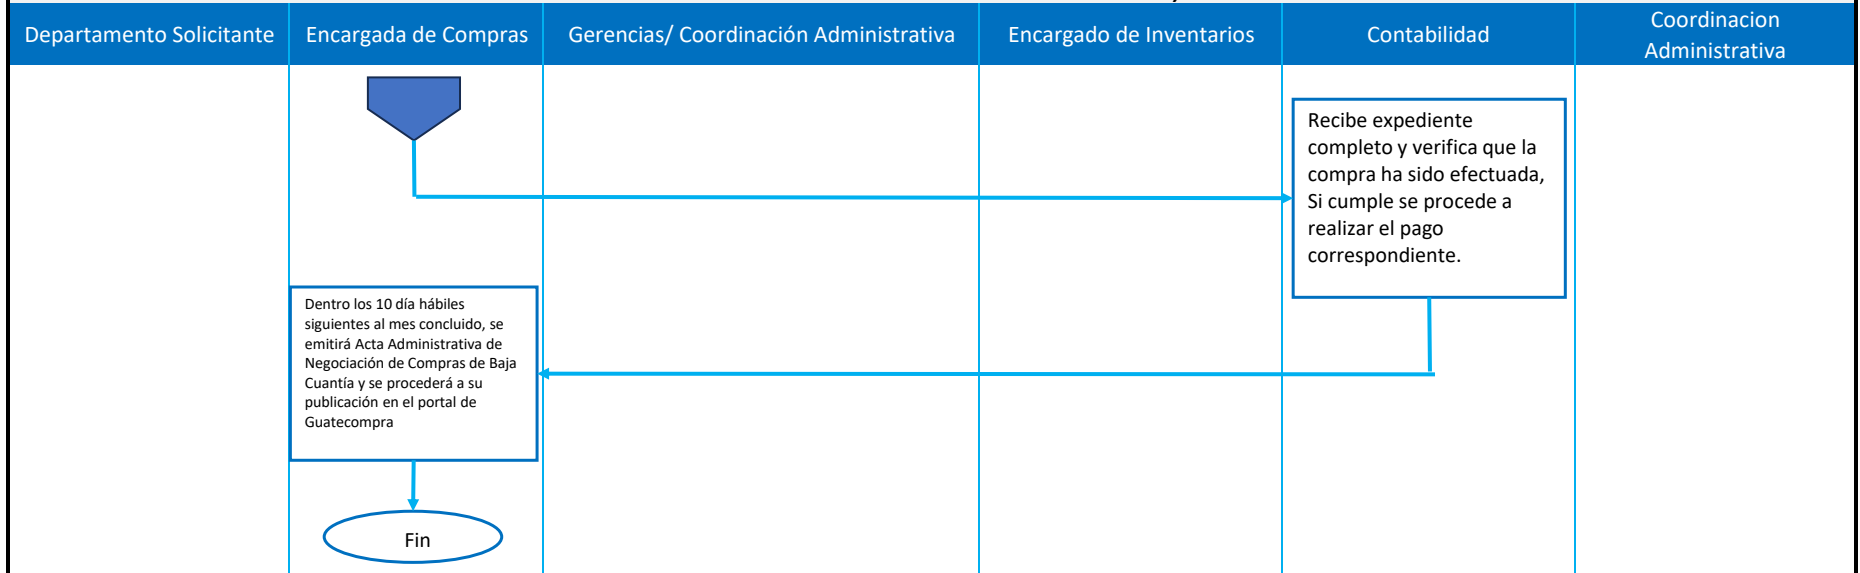 Departamento Solicitante
Encargada de Compras
Gerencias/ Coordinación Administrativa
Encargado de Inventarios
Contabilidad
Coordinacion
Administrativa
Recibe expediente
completo y verifica que la
compra ha sido efectuada,
Si cumple se procede a
realizar el pago
correspondiente.
Dentro los 10 día hábiles
siguientes al mes concluido, se
emitirá Acta Administrativa de
Negociación de Compras de Baja
Cuantía y se procederá a su
publicación en el portal de
Guatecompra
Fin